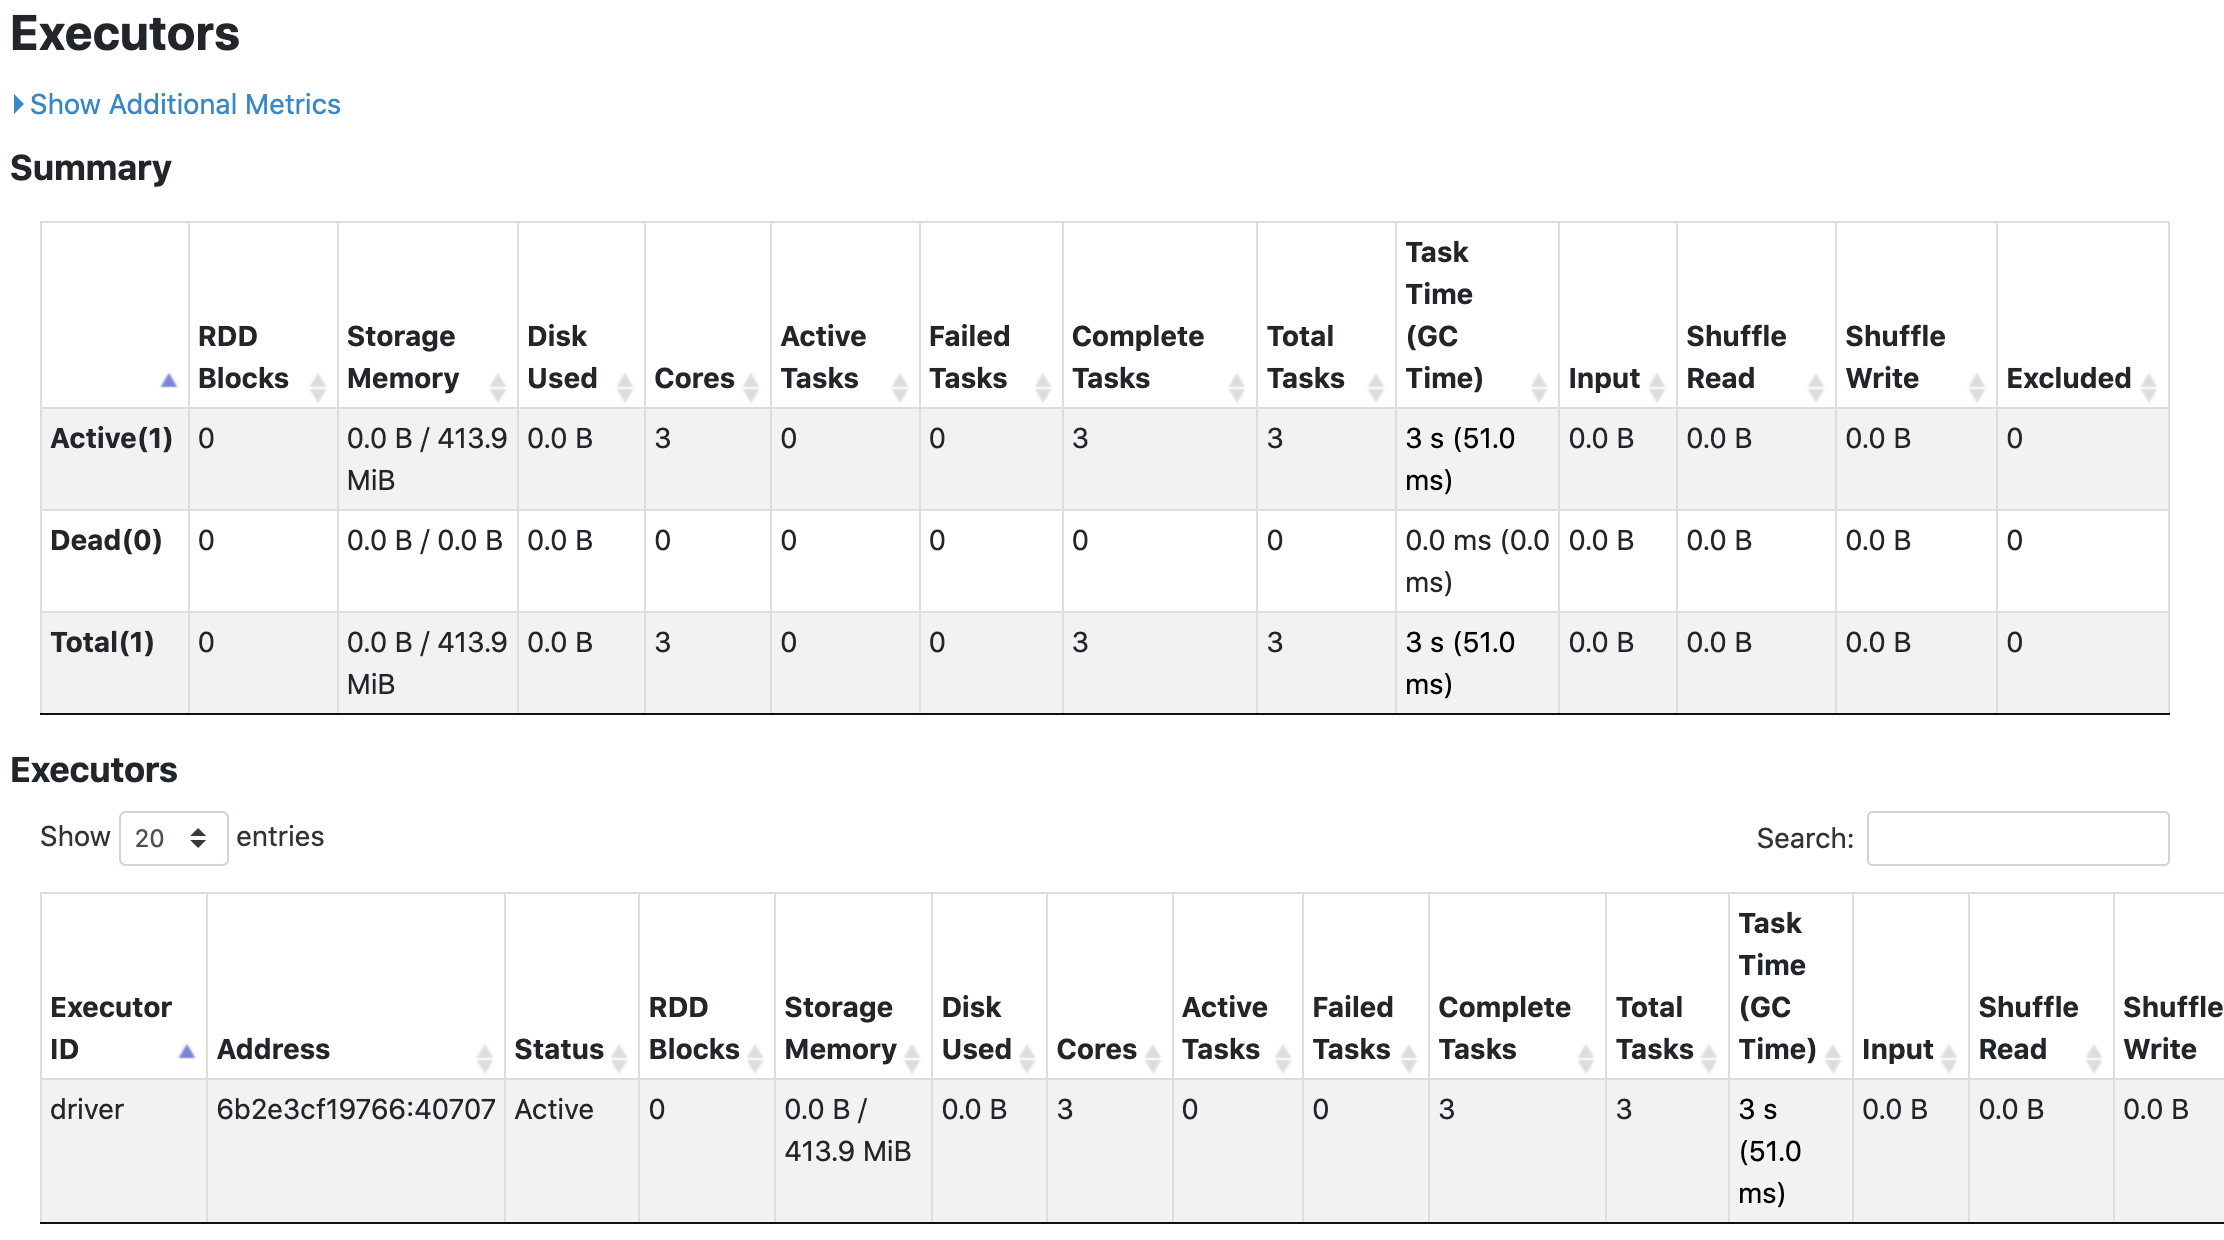 Executors
Show Additional Metrics
Summary
RDD Blocks Storage Memory Disk Used Cores Active Tasks Failed Tasks Complete Tasks Total Tasks Task Time (GC Time) Input Shuffle Read Shuffle Write Excluded
Active(1) 0 0.0 B / 413.9 MiB 0.0 B 3 0 0 3 3 3 s (51.0 ms) 0.0 B 0.0 B 0.0 B 0
Dead(0) 0 0.0 B / 0.0 B 0.0 B 0 0 0 0 0 0.0 ms (0.0 ms) 0.0 B 0.0 B 0.0 B 0
Total(1) 0 0.0 B / 413.9 MiB 0.0 B 3 0 0 3 3 3 s (51.0 ms) 0.0 B 0.0 B 0.0 B 0
Executors
Show 20 entries Search:
Executor ID Address Status RDD Blocks Storage Memory Disk Used Cores Active Tasks Failed Tasks Complete Tasks Total Tasks Task Time (GC Time) Input Shuffle Read Shuffle Write
driver 6b2e3cf19766:40707 Active 0 0.0 B / 413.9 MiB 0.0 B 3 0 0 3 3 3 s (51.0 ms) 0.0 B 0.0 B 0.0 B